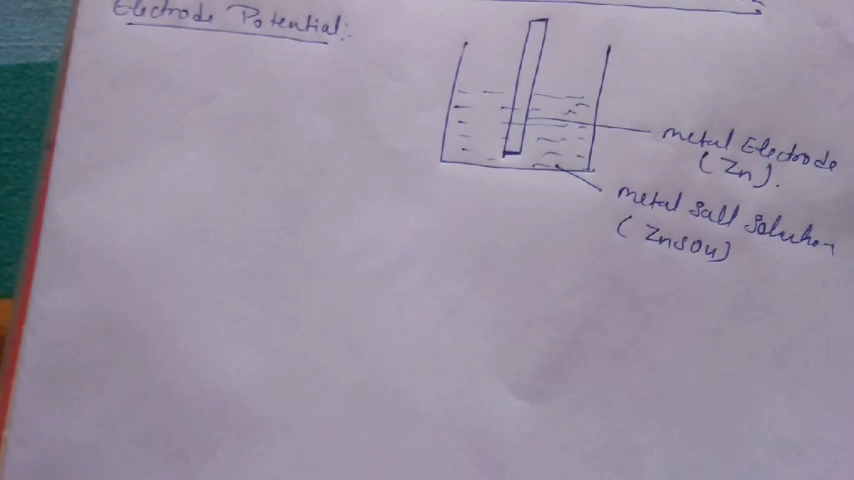 Electrode Potential:
metal Electrode
(Zn).
metal Salt Solution
(ZnSO4)